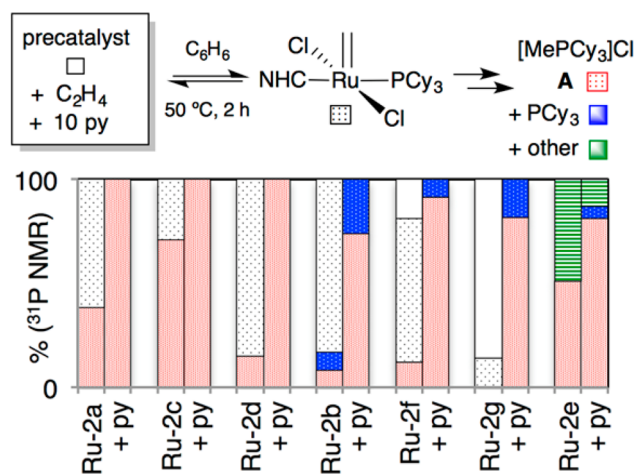 precatalyst
+ C₂H₄
+ 10 py
C₆H₆
50 ºC, 2 h
Cl
NHC Ru PCy₃
Cl
[MePCy₃]Cl
A
+ PCy₃
+ other
100
% (³¹P NMR)
0
Ru-2a
+ py
Ru-2c
+ py
Ru-2d
+ py
Ru-2b
+ py
Ru-2f
+ py
Ru-2g
+ py
Ru-2e
+ py